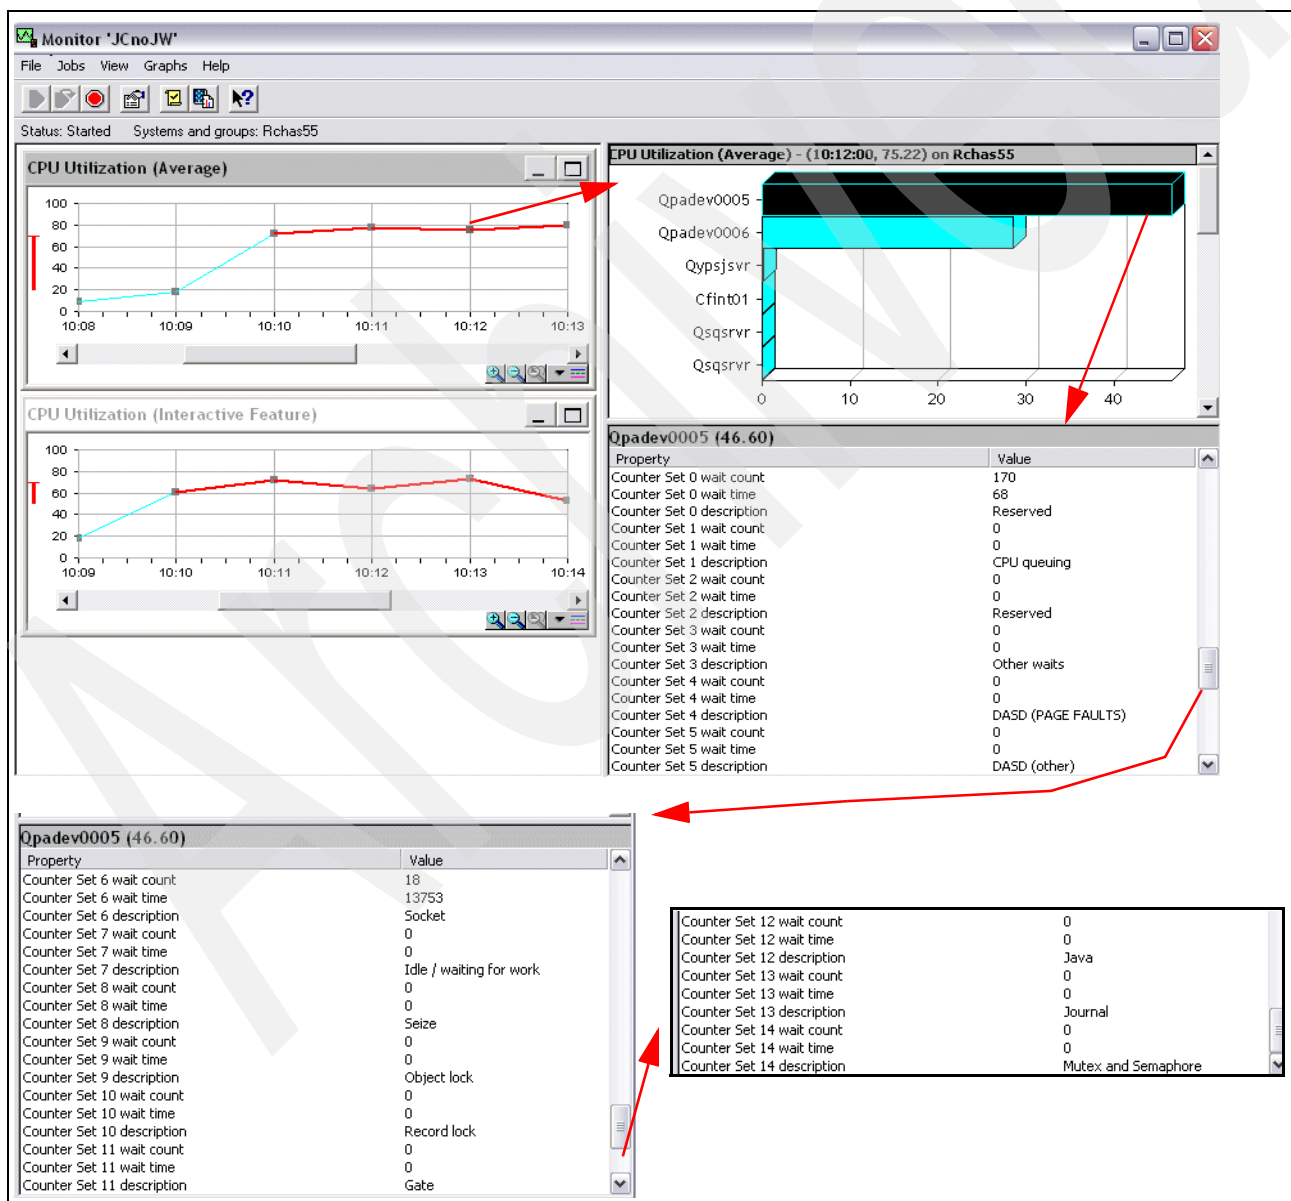 Monitor 'JCnoJW'
File Jobs View Graphs Help
Status: Started Systems and groups: Rchas55
CPU Utilization (Average)
100
80
60
40
20
0
10:08 10:09 10:10 10:11 10:12 10:13
CPU Utilization (Interactive Feature)
100
80
60
40
20
0
10:09 10:10 10:11 10:12 10:13 10:14
CPU Utilization (Average) - (10:12:00, 75.22) on Rchas55
Qpadev0005
Qpadev0006
Qypsjsvr
Cfint01
Qsqsrvr
Qsqsrvr
0 10 20 30 40
Qpadev0005 (46.60)
Property Value
Counter Set 0 wait count 170
Counter Set 0 wait time 68
Counter Set 0 description Reserved
Counter Set 1 wait count 0
Counter Set 1 wait time 0
Counter Set 1 description CPU queuing
Counter Set 2 wait count 0
Counter Set 2 wait time 0
Counter Set 2 description Reserved
Counter Set 3 wait count 0
Counter Set 3 wait time 0
Counter Set 3 description Other waits
Counter Set 4 wait count 0
Counter Set 4 wait time 0
Counter Set 4 description DASD (PAGE FAULTS)
Counter Set 5 wait count 0
Counter Set 5 wait time 0
Counter Set 5 description DASD (other)
Qpadev0005 (46.60)
Property Value
Counter Set 6 wait count 18
Counter Set 6 wait time 13753
Counter Set 6 description Socket
Counter Set 7 wait count 0
Counter Set 7 wait time 0
Counter Set 7 description Idle / waiting for work
Counter Set 8 wait count 0
Counter Set 8 wait time 0
Counter Set 8 description Seize
Counter Set 9 wait count 0
Counter Set 9 wait time 0
Counter Set 9 description Object lock
Counter Set 10 wait count 0
Counter Set 10 wait time 0
Counter Set 10 description Record lock
Counter Set 11 wait count 0
Counter Set 11 wait time 0
Counter Set 11 description Gate
Counter Set 12 wait count 0
Counter Set 12 wait time 0
Counter Set 12 description Java
Counter Set 13 wait count 0
Counter Set 13 wait time 0
Counter Set 13 description Journal
Counter Set 14 wait count 0
Counter Set 14 wait time 0
Counter Set 14 description Mutex and Semaphore